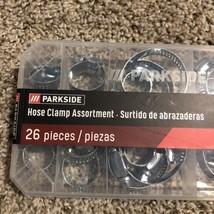 PARKSIDE
PARKSIDE
Hose Clamp Assortment - Surtido de abrazaderas
26 pieces / piezas